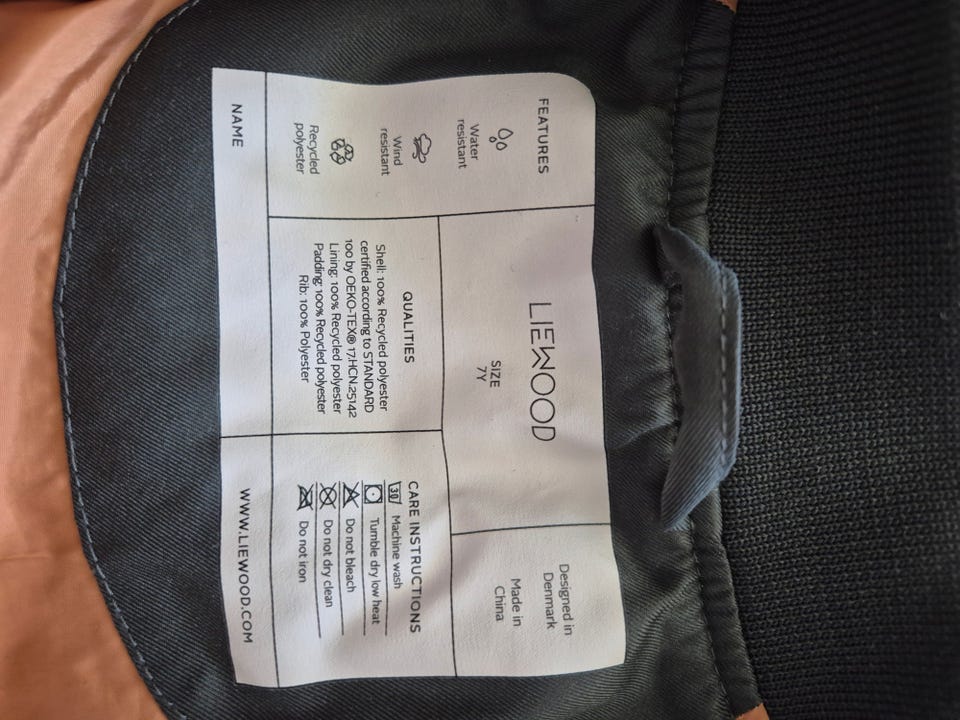 FEATURES
Water
resistant
Wind
resistant
Recycled
polyester
LIEWOOD
SIZE
7Y
Designed in
Denmark
Made in
China
QUALITIES
Shell: 100% Recycled polyester
certified according to STANDARD
100 by OEKO-TEX® 17.HCN.25142
Lining: 100% Recycled polyester
Padding: 100% Recycled polyester
Rib: 100% Polyester
CARE INSTRUCTIONS
30 Machine wash
Tumble dry low heat
Do not bleach
Do not dry clean
Do not iron
NAME
WWW.LIEWOOD.COM